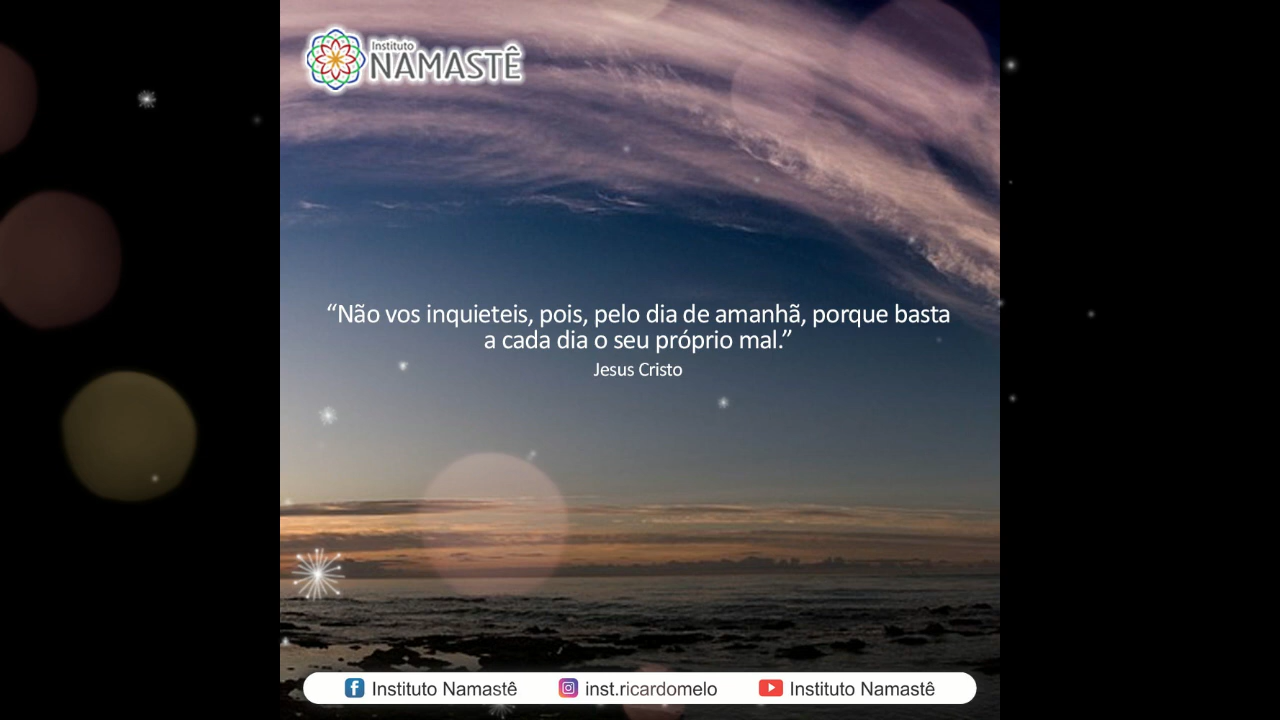 Instituto
NAMASTÊ
“Não vos inquieteis, pois, pelo dia de amanhã, porque basta
a cada dia o seu próprio mal.”
Jesus Cristo
Instituto Namastê inst.ricardomelo Instituto Namastê